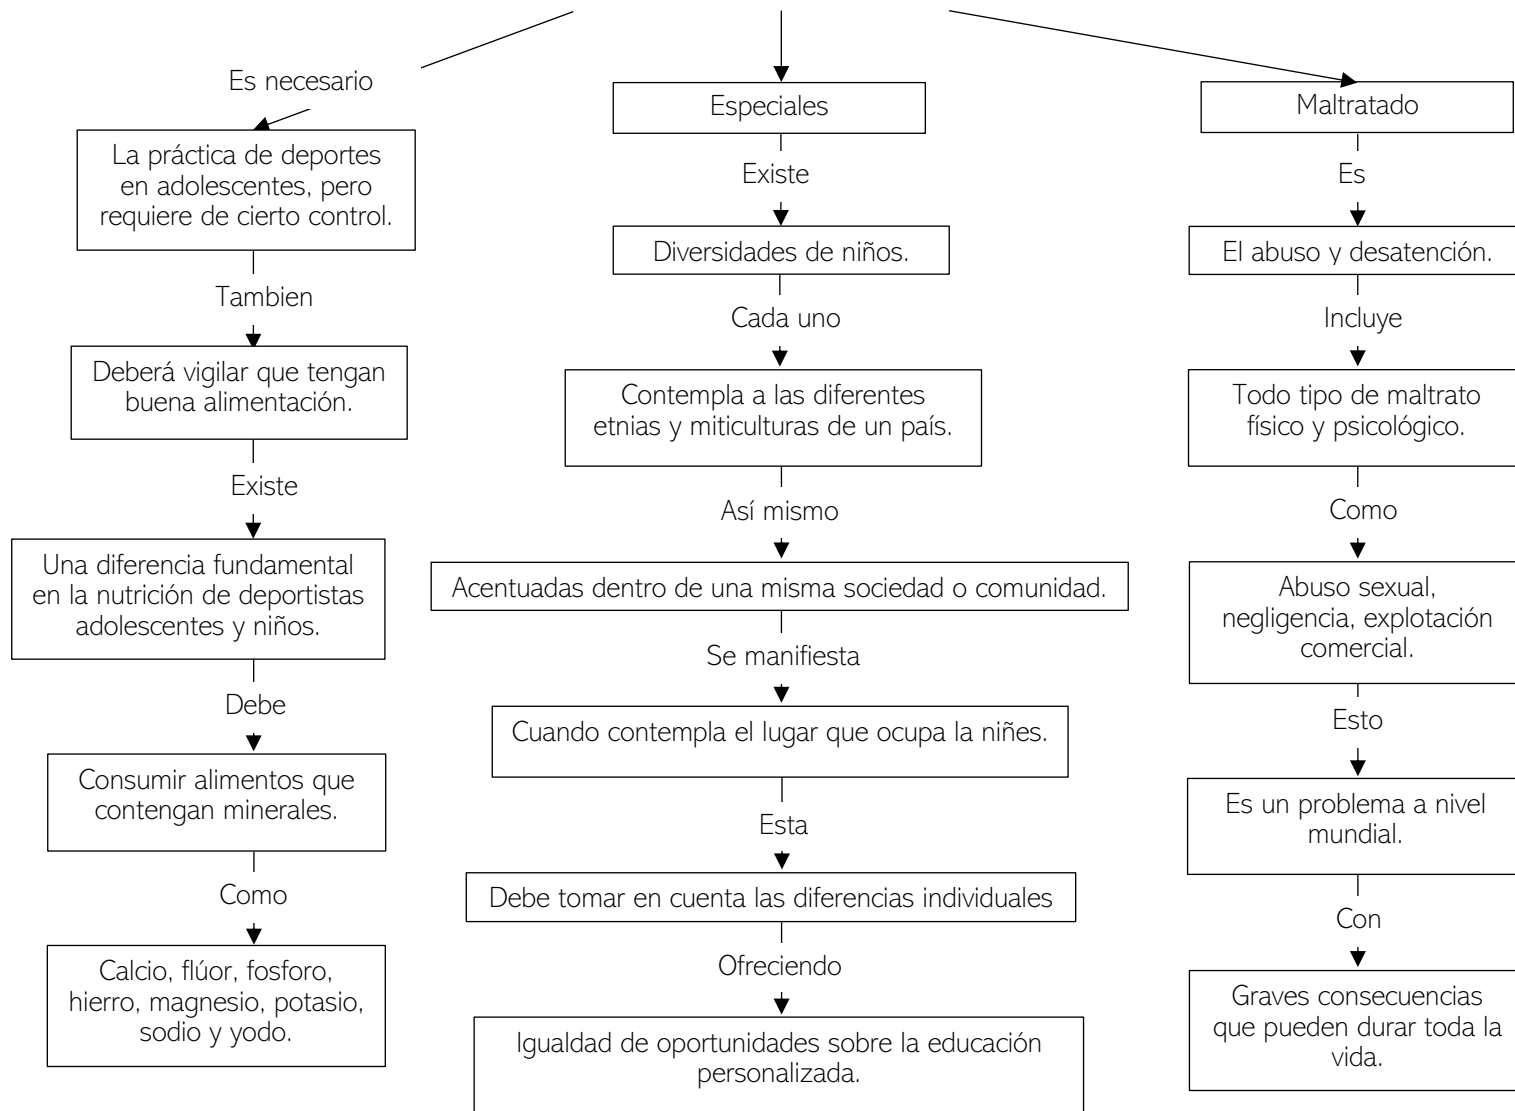 Es necesario
La práctica de deportes
en adolescentes, pero
requiere de cierto control.
Tambien
Deberá vigilar que tengan
buena alimentación.
Existe
Una diferencia fundamental
en la nutrición de deportistas
adolescentes y niños.
Debe
Consumir alimentos que
contengan minerales.
Como
Calcio, flúor, fosforo,
hierro, magnesio, potasio,
sodio y yodo.
Especiales
Existe
Diversidades de niños.
Cada uno
Contempla a las diferentes
etnias y miticulturas de un país.
Así mismo
Acentuadas dentro de una misma sociedad o comunidad.
Se manifiesta
Cuando contempla el lugar que ocupa la niñes.
Esta
Debe tomar en cuenta las diferencias individuales
Ofreciendo
Igualdad de oportunidades sobre la educación
personalizada.
Maltratado
Es
El abuso y desatención.
Incluye
Todo tipo de maltrato
físico y psicológico.
Como
Abuso sexual,
negligencia, explotación
comercial.
Esto
Es un problema a nivel
mundial.
Con
Graves consecuencias
que pueden durar toda la
vida.